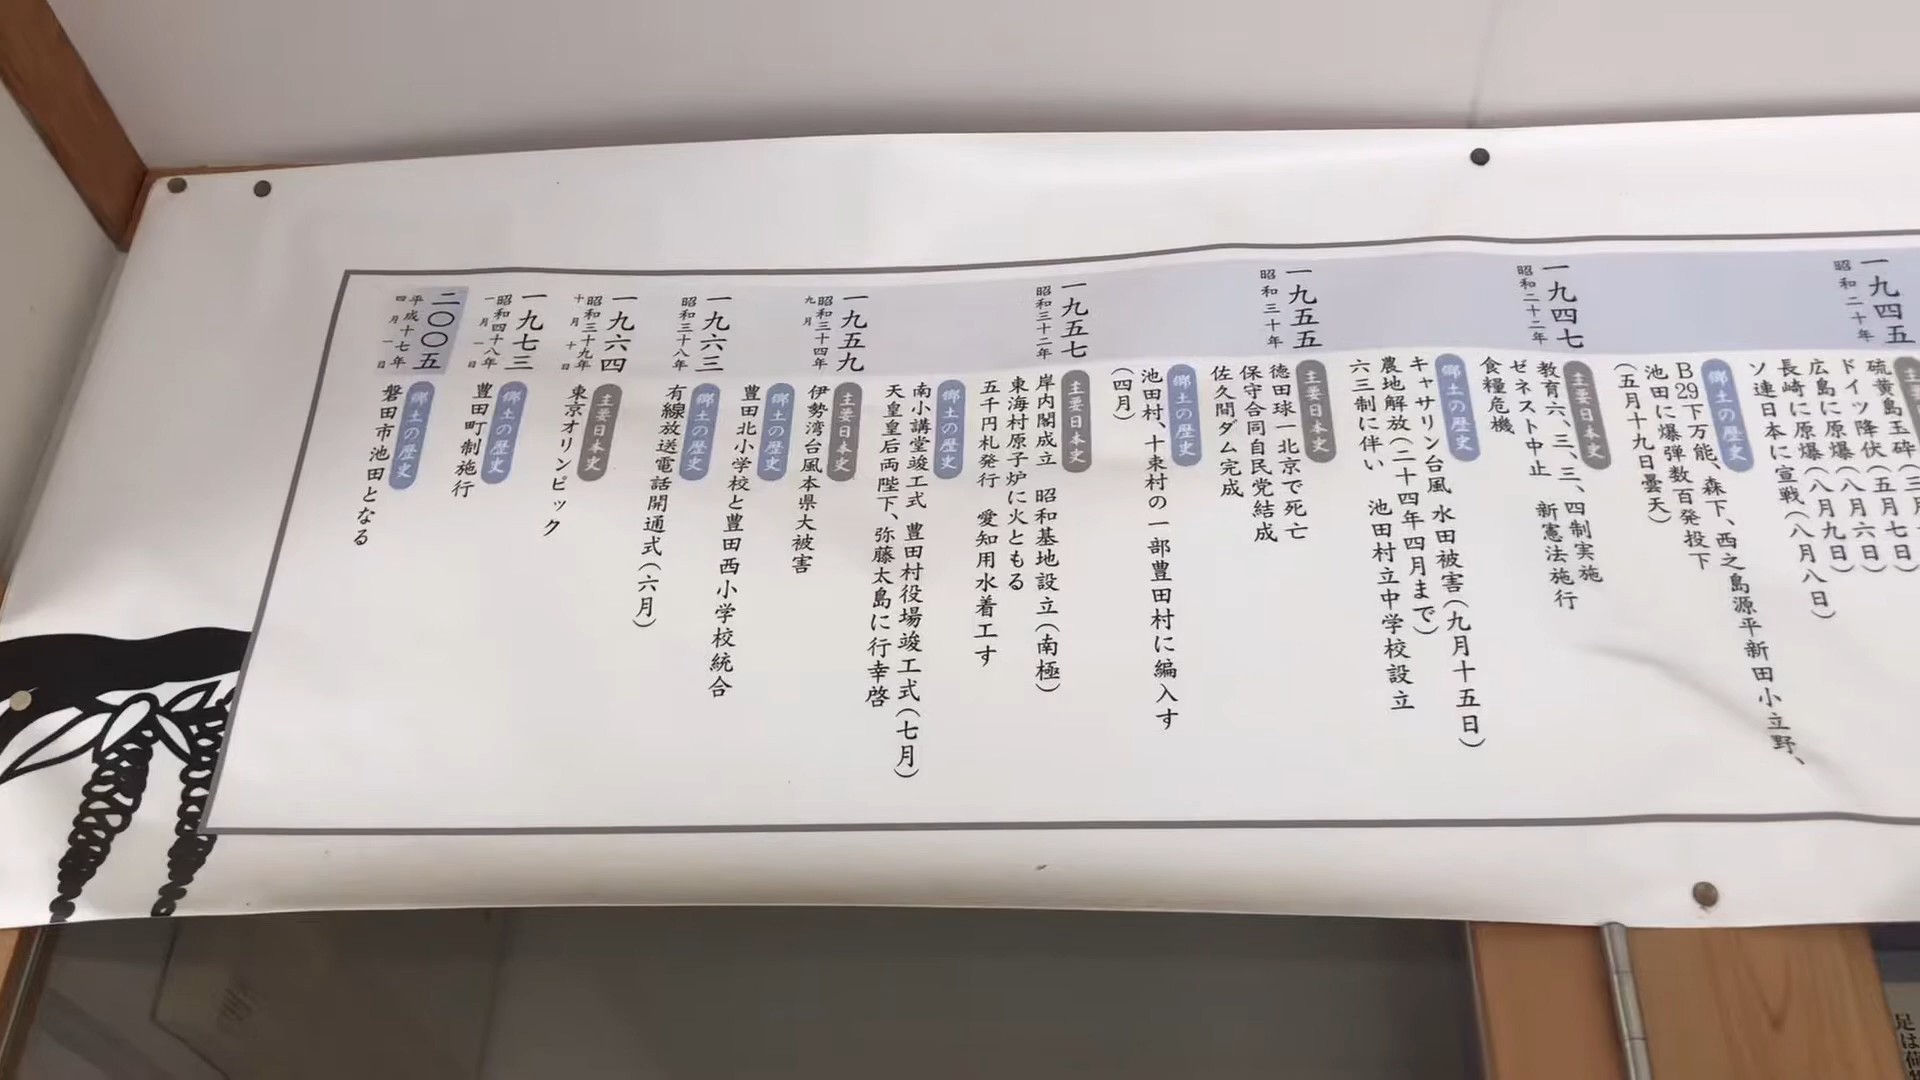 一九四五
昭和二十年
硫黄島玉砕
ドイツ降伏(五月七日)
広島に原爆(八月六日)
長崎に原爆(八月九日)
ソ連日本に宣戦(八月八日)
郷土の歴史
B29下万能、森下、西之島源平新田小立野、
池田に爆弾数百発投下
(五月十九日曇天)
一九四七
昭和二十二年
主要日本史
教育六、三、三、四制実施
ゼネスト中止 新憲法施行
食糧危機
郷土の歴史
キャサリン台風 水田被害(九月十五日)
農地解放(二十四年四月まで)
六三制に伴い 池田村立中学校設立
一九五五
昭和三十年
主要日本史
徳田球一北京で死亡
保守合同自民党結成
佐久間ダム完成
郷土の歴史
池田村、十束村の一部豊田村に編入す
(四月)
一九五七
昭和三十二年
主要日本史
岸内閣成立 昭和基地設立(南極)
東海村原子炉に火ともる
五千円札発行 愛知用水着工す
郷土の歴史
南小講堂竣工式 豊田村役場竣工式(七月)
天皇皇后両陛下、弥藤太島に行幸啓
一九五九
昭和三十四年
九月
主要日本史
伊勢湾台風本県大被害
郷土の歴史
豊田北小学校と豊田西小学校統合
一九六三
昭和三十八年
郷土の歴史
有線放送電話開通式(六月)
一九六四
昭和三十九年
十月十日
主要日本史
東京オリンピック
一九七三
昭和四十八年
一月一日
郷土の歴史
豊田町制施行
二〇〇五
平成十七年
四月一日
郷土の歴史
磐田市池田となる